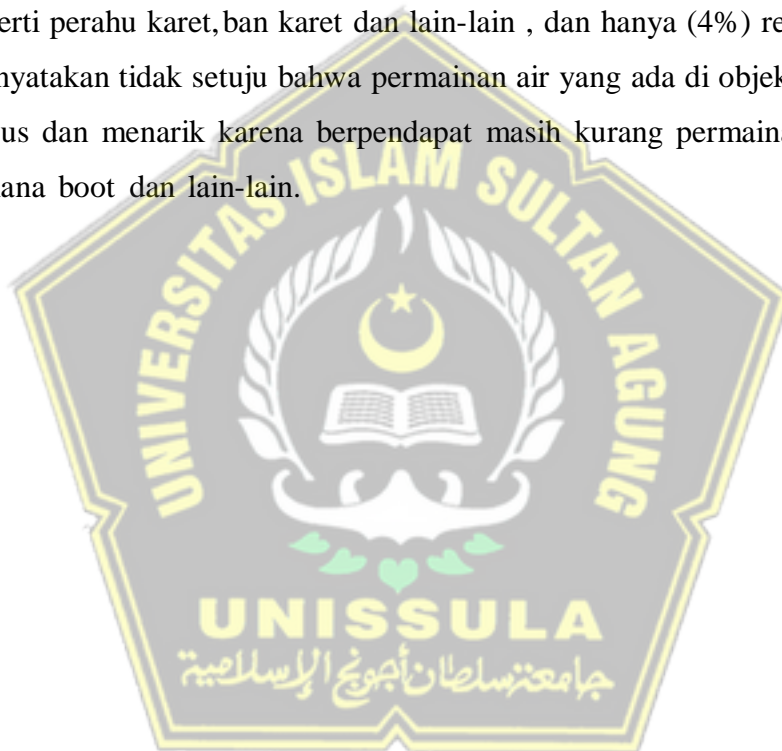 erti perahu karet,ban karet dan lain-lain , dan hanya (4%) re
nyatakan tidak setuju bahwa permainan air yang ada di objek
us dan menarik karena berpendapat masih kurang permaina
ana boot dan lain-lain.
UNIVERSITAS ISLAM SULTAN AGUNG
UNISSULA
جامعنزسلطان أجونج الإسلامية